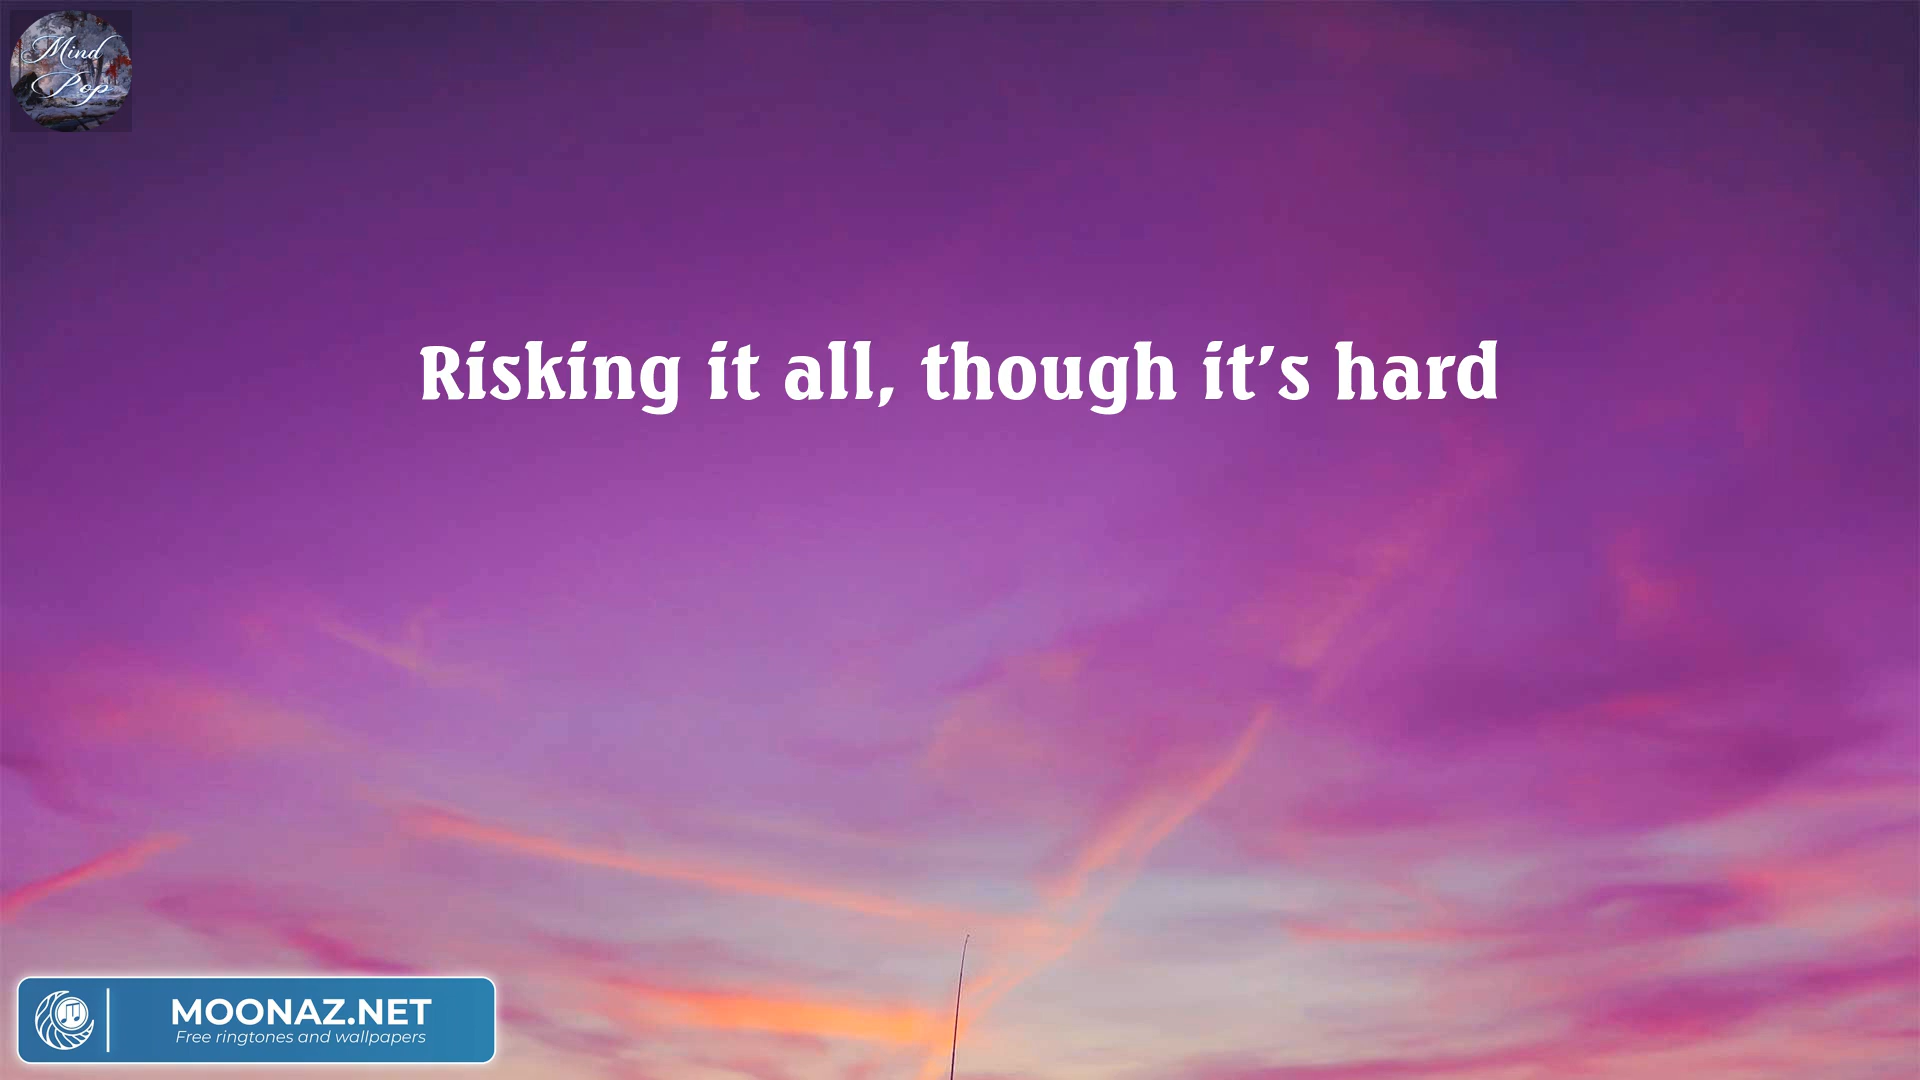 Mind
Pop
Risking it all, though it's hard
MOONAZ.NET
Free ringtones and wallpapers